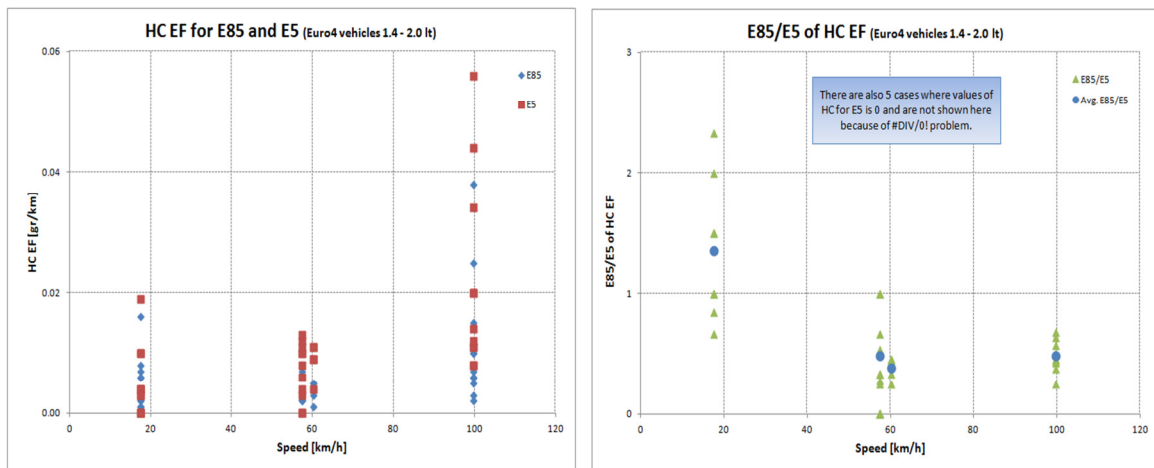 HC EF for E85 and E5 (Euro4 vehicles 1.4 - 2.0 lt)
0.06
0.04
0.02
0.00
HC EF [gr/km]
0
20
40
60
80
100
120
Speed [km/h]
E85
E5
E85/E5 of HC EF (Euro4 vehicles 1.4 - 2.0 lt)
3
2
1
0
E85/E5 of HC EF
0
20
40
60
80
100
120
Speed [km/h]
There are also 5 cases where values of
HC for E5 is 0 and are not shown here
because of #DIV/0! problem.
E85/E5
Avg. E85/E5